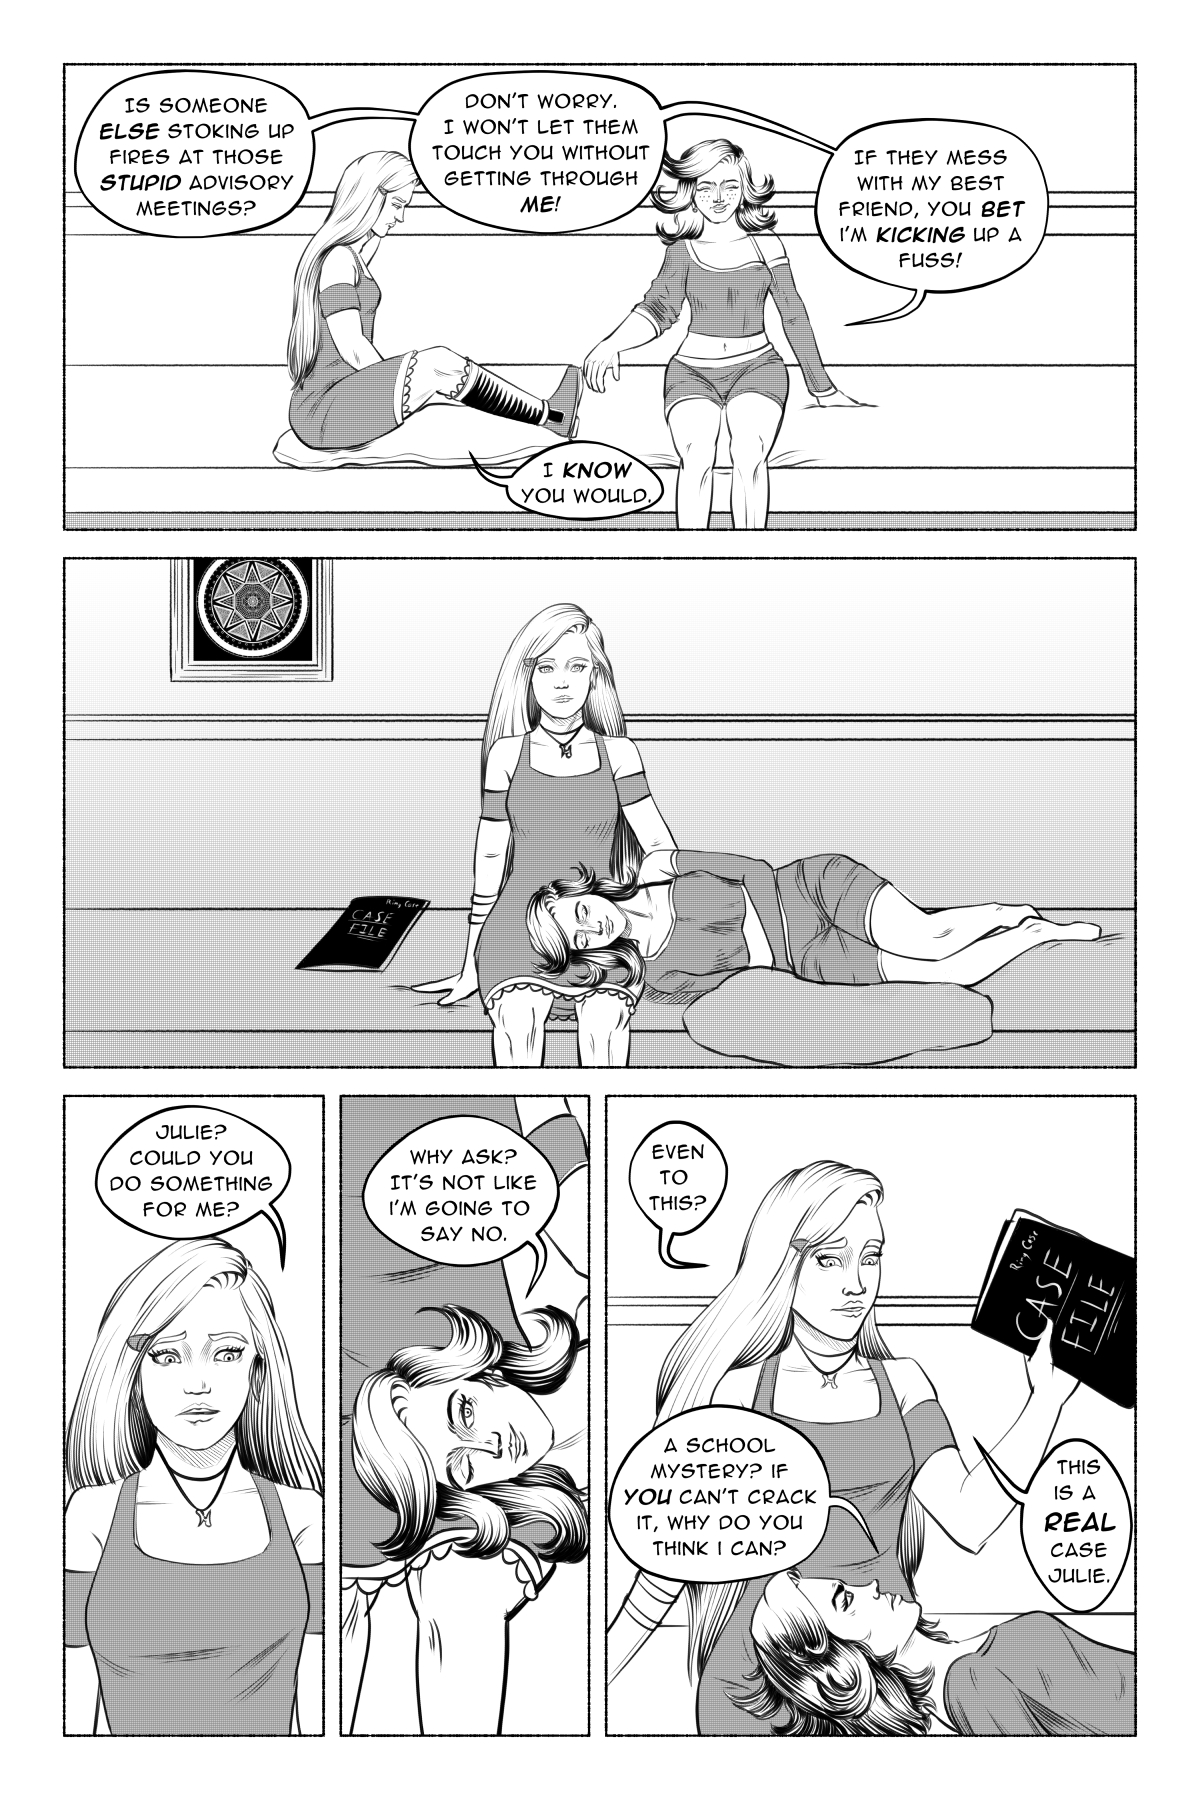 IS SOMEONE
ELSE STOKING UP
FIRES AT THOSE
STUPID ADVISORY
MEETINGS?
DON'T WORRY.
I WON'T LET THEM
TOUCH YOU WITHOUT
GETTING THROUGH
ME!
IF THEY MESS
WITH MY BEST
FRIEND, YOU BET
I'M KICKING UP A
FUSS!
I KNOW
YOU WOULD.
Ring Case
CASE
FILE
JULIE?
COULD YOU
DO SOMETHING
FOR ME?
WHY ASK?
IT'S NOT LIKE
I'M GOING TO
SAY NO.
EVEN
TO
THIS?
Ring Case
CASE
FILE
A SCHOOL
MYSTERY? IF
YOU CAN'T CRACK
IT, WHY DO YOU
THINK I CAN?
THIS
IS A
REAL
CASE
JULIE.